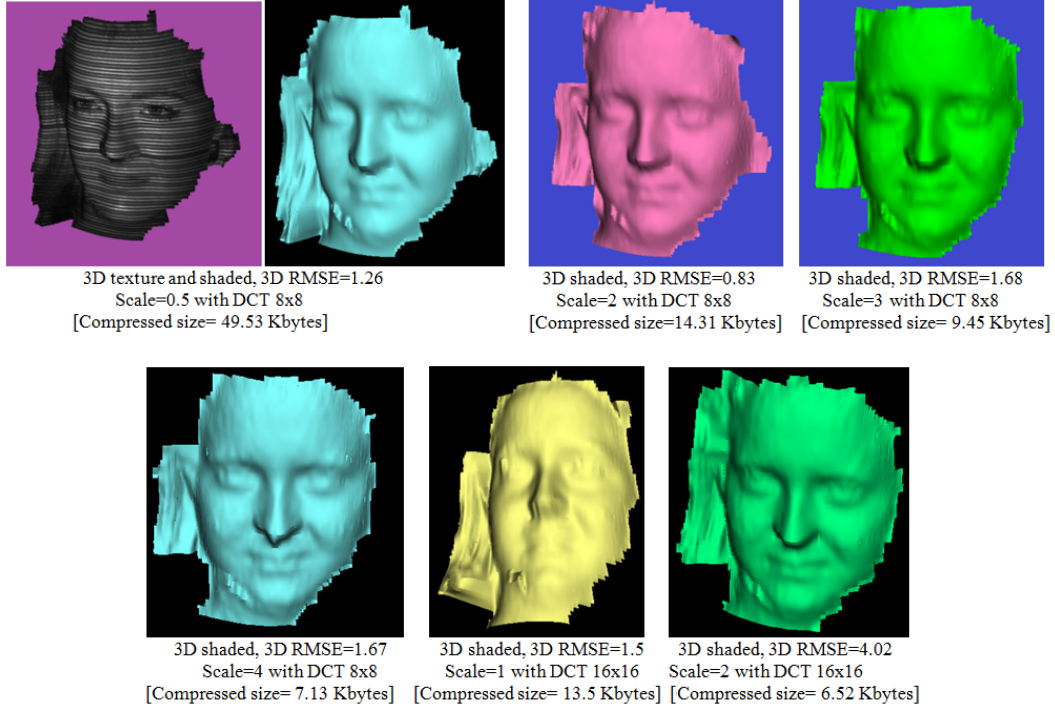 3D texture and shaded, 3D RMSE=1.26
Scale=0.5 with DCT 8x8
[Compressed size= 49.53 Kbytes]
3D shaded, 3D RMSE=0.83
Scale=2 with DCT 8x8
[Compressed size=14.31 Kbytes]
3D shaded, 3D RMSE=1.68
Scale=3 with DCT 8x8
[Compressed size= 9.45 Kbytes]
3D shaded, 3D RMSE=1.67
Scale=4 with DCT 8x8
[Compressed size= 7.13 Kbytes]
3D shaded, 3D RMSE=1.5
Scale=1 with DCT 16x16
[Compressed size= 13.5 Kbytes]
3D shaded, 3D RMSE=4.02
Scale=2 with DCT 16x16
[Compressed size= 6.52 Kbytes]